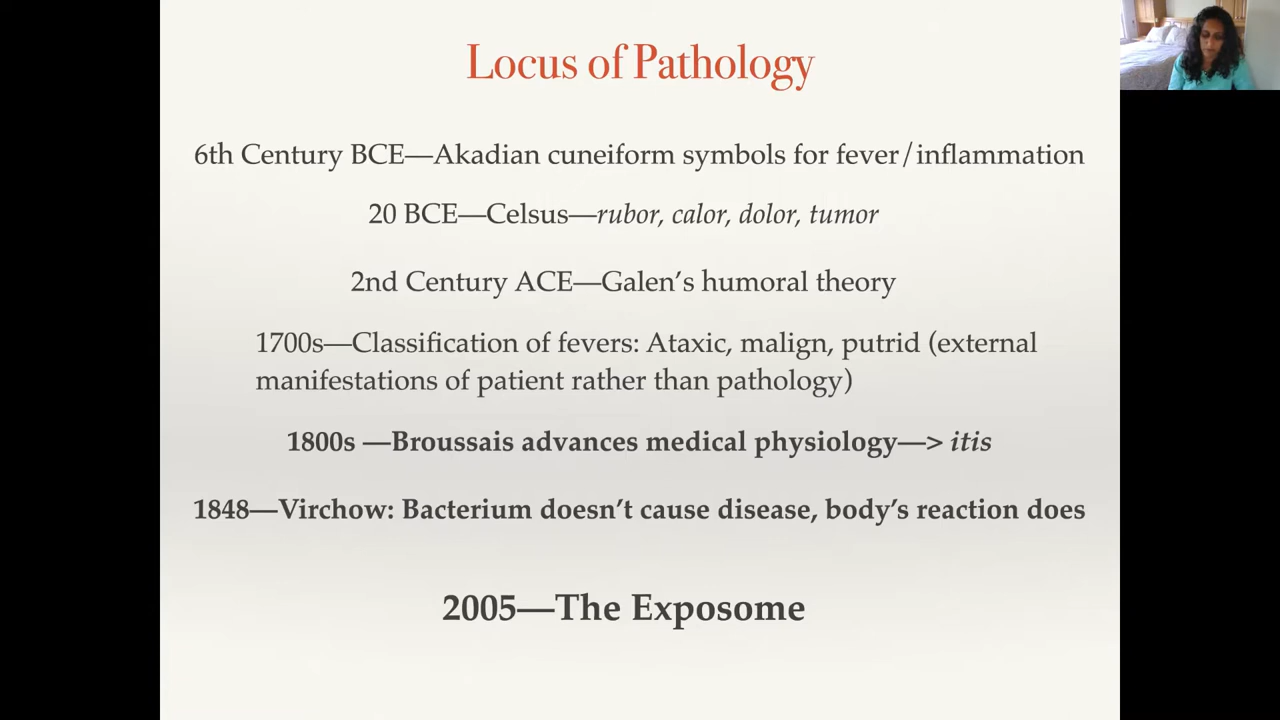 Locus of Pathology
6th Century BCE—Akadian cuneiform symbols for fever/inflammation
20 BCE—Celsus—rubor, calor, dolor, tumor
2nd Century ACE—Galen’s humoral theory
1700s—Classification of fevers: Ataxic, malign, putrid (external
manifestations of patient rather than pathology)
1800s —Broussais advances medical physiology—> itis
1848—Virchow: Bacterium doesn’t cause disease, body’s reaction does
2005—The Exposome